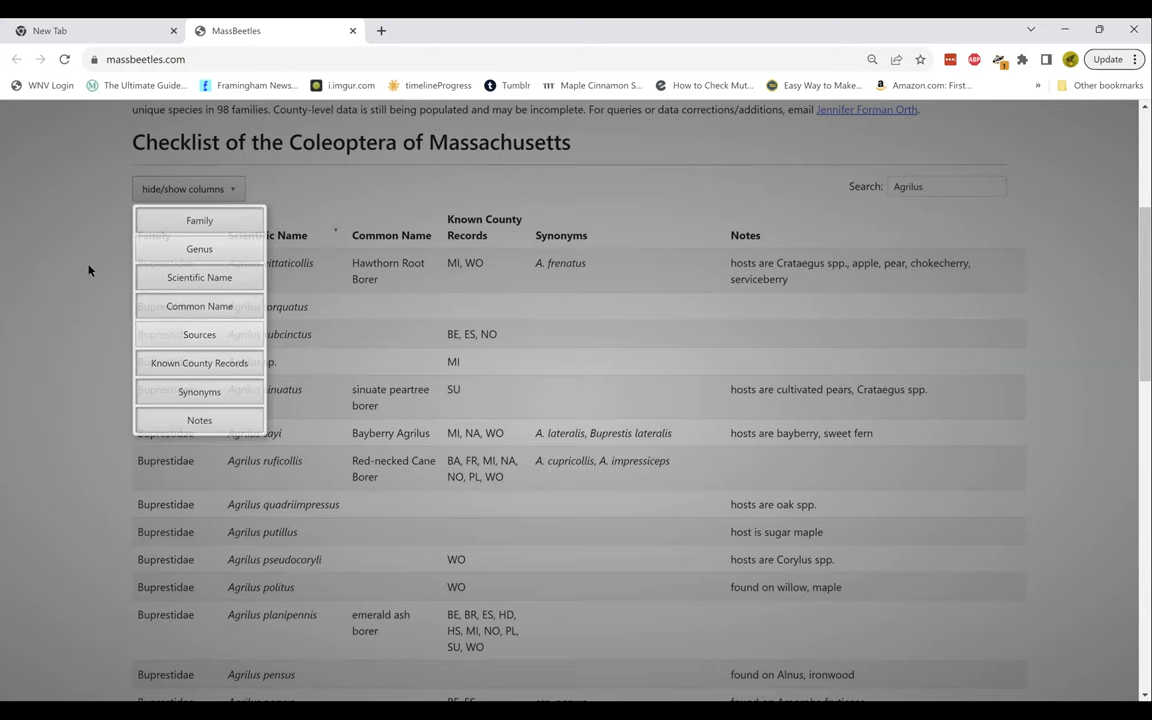 New Tab
MassBeetles
massbeetles.com
Update
WNV Login
The Ultimate Guide...
Framingham News...
i.imgur.com
timelineProgress
Tumblr
Maple Cinnamon S...
How to Check Mut...
Easy Way to Make...
Amazon.com: First...
»
Other bookmarks
unique species in 98 families. County-level data is still being populated and may be incomplete. For queries or data corrections/additions, email Jennifer Forman Orth.
Checklist of the Coleoptera of Massachusetts
hide/show columns
Search: Agrilus
Family
Genus
Scientific Name
Common Name
Sources
Known County Records
Synonyms
Notes
Name Common Name Known County Records Synonyms Notes
vittaticollis Hawthorn Root Borer MI, WO A. frenatus hosts are Crataegus spp., apple, pear, chokecherry, serviceberry
torquatus
subcinctus BE, ES, NO
sp. MI
sinuatus sinuate peartree borer SU hosts are cultivated pears, Crataegus spp.
sayi Bayberry Agrilus MI, NA, WO A. lateralis, Buprestis lateralis hosts are bayberry, sweet fern
Buprestidae Agrilus ruficollis Red-necked Cane Borer BA, FR, MI, NA, NO, PL, WO A. cupricollis, A. impressiceps
Buprestidae Agrilus quadriimpressus hosts are oak spp.
Buprestidae Agrilus putillus host is sugar maple
Buprestidae Agrilus pseudocoryli WO hosts are Corylus spp.
Buprestidae Agrilus politus WO found on willow, maple
Buprestidae Agrilus planipennis emerald ash borer BE, BR, ES, HD, HS, MI, NO, PL, SU, WO
Buprestidae Agrilus pensus found on Alnus, ironwood